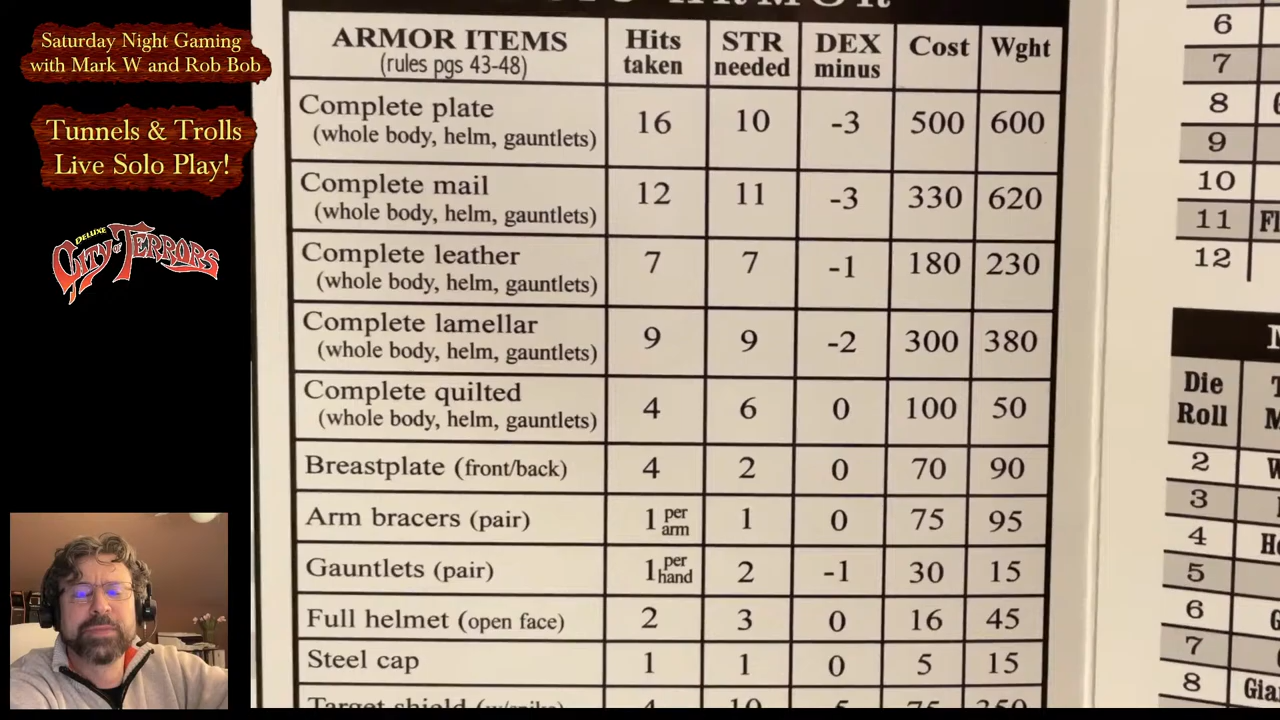 Saturday Night Gaming
with Mark W and Rob Bob
Tunnels & Trolls
Live Solo Play!
DELUXE
CITY OF TERRORS
ARMOR
ARMOR ITEMS (rules pgs 43-48) Hits taken STR needed DEX minus Cost Wght
Complete plate (whole body, helm, gauntlets) 16 10 -3 500 600
Complete mail (whole body, helm, gauntlets) 12 11 -3 330 620
Complete leather (whole body, helm, gauntlets) 7 7 -1 180 230
Complete lamellar (whole body, helm, gauntlets) 9 9 -2 300 380
Complete quilted (whole body, helm, gauntlets) 4 6 0 100 50
Breastplate (front/back) 4 2 0 70 90
Arm bracers (pair) 1 per arm 1 0 75 95
Gauntlets (pair) 1 per hand 2 -1 30 15
Full helmet (open face) 2 3 0 16 45
Steel cap 1 1 0 5 15
Target shield
6
7
8
9
10
11
12
Die Roll
2
3
4
5
6
7
8